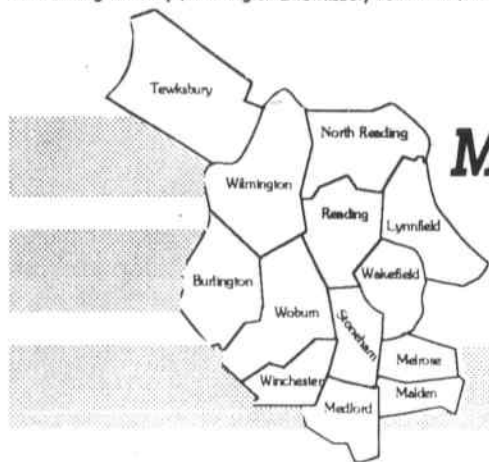 Tewksbury
North Reading
Wilmington
Reading
Lynnfield
Burlington
Wakefield
Woburn
Stoneham
Melrose
Winchester
Malden
Medford
M